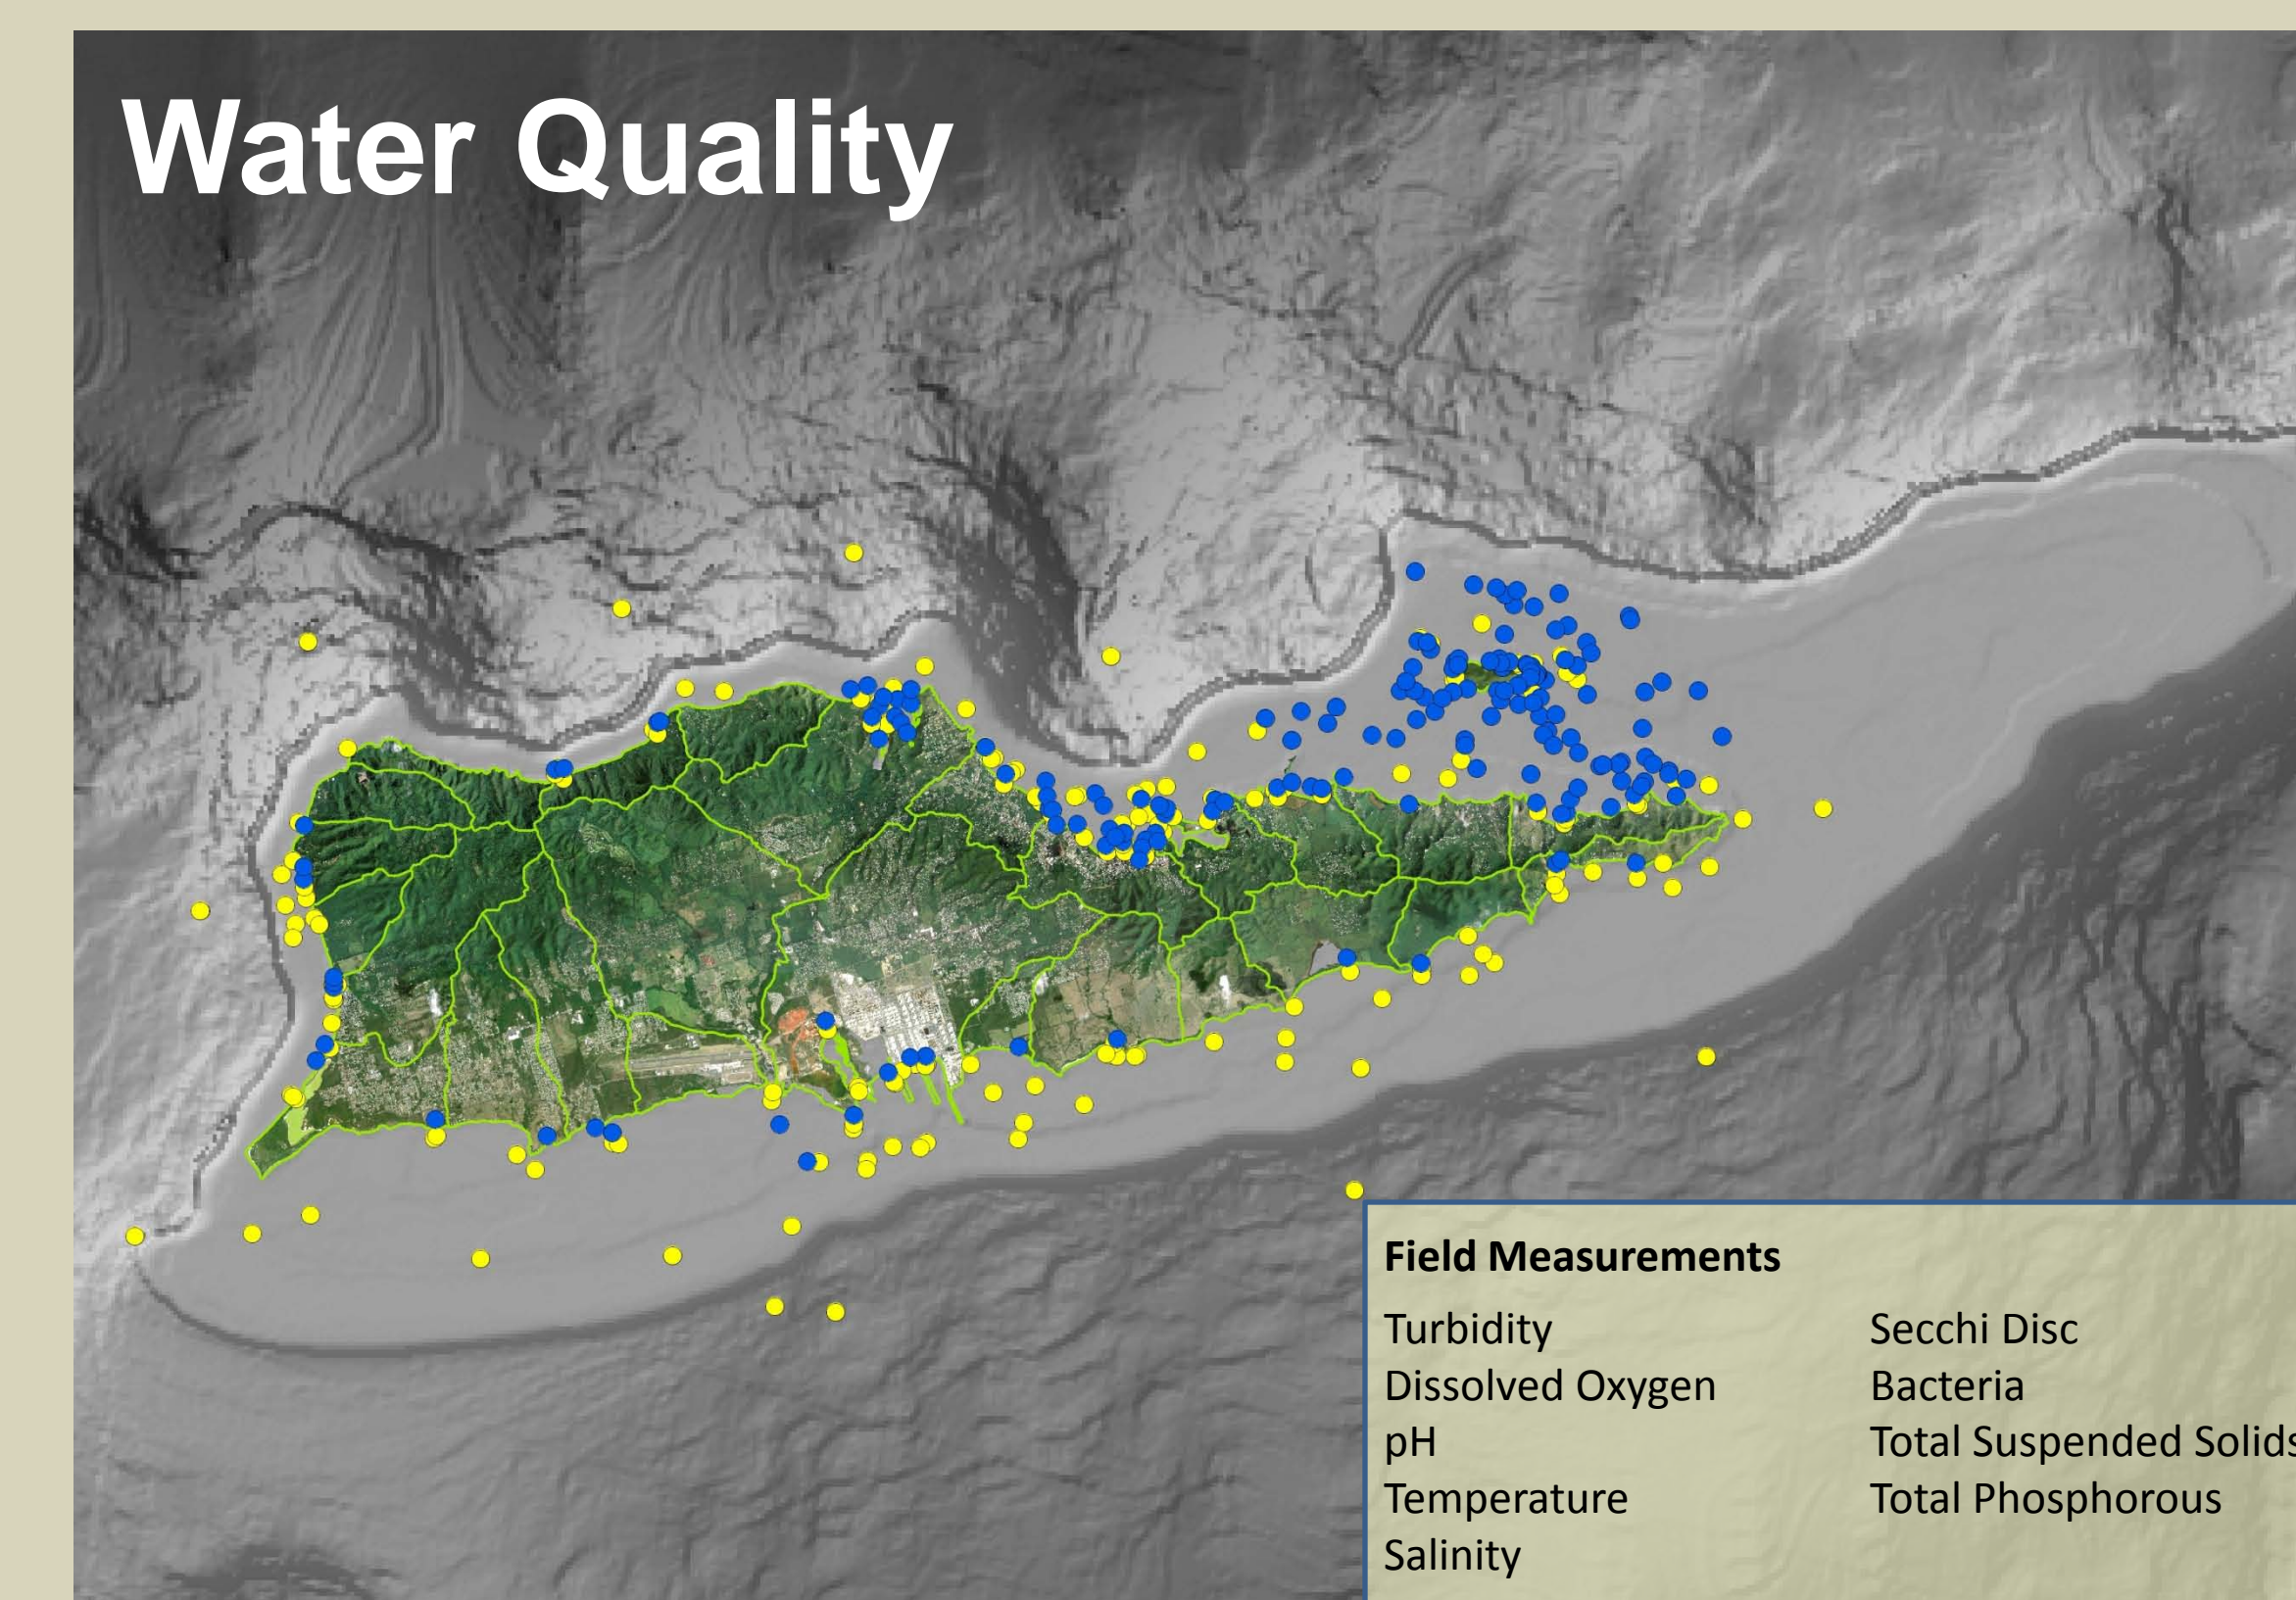 Water Quality
Field Measurements
Turbidity
Dissolved Oxygen
pH
Temperature
Salinity
Secchi Disc
Bacteria
Total Suspended Solids
Total Phosphorous